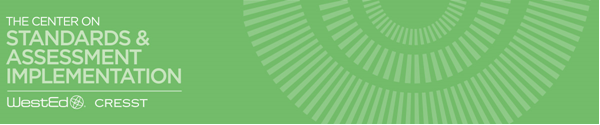 THE CENTER ON
STANDARDS &
ASSESSMENT
IMPLEMENTATION
WestEd CRESST